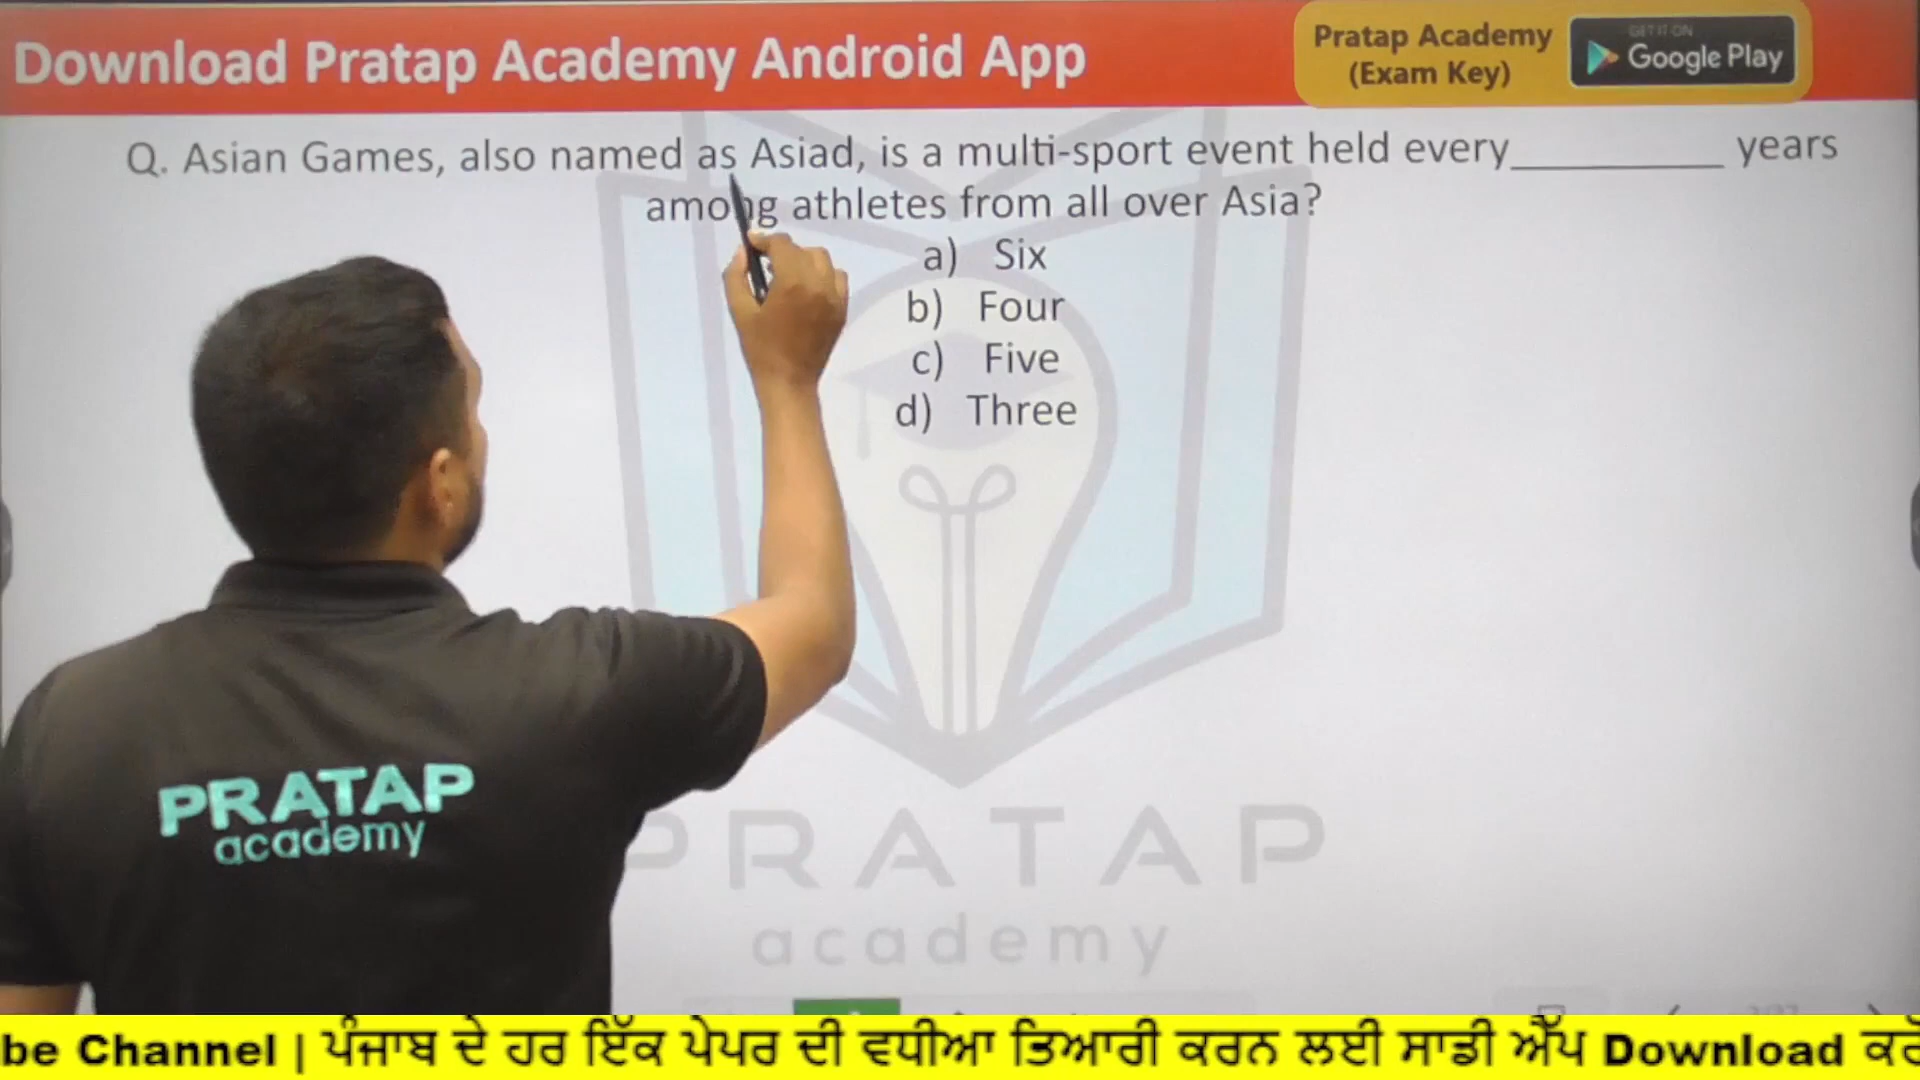 Download Pratap Academy Android App
Pratap Academy
(Exam Key)
GET IT ON
Google Play
Q. Asian Games, also named as Asiad, is a multi-sport event held every_________ years
among athletes from all over Asia?
a) Six
b) Four
c) Five
d) Three
PRATAP
academy
PRATAP
academy
be Channel | ਪੰਜਾਬ ਦੇ ਹਰ ਇੱਕ ਪੇਪਰ ਦੀ ਵਧੀਆ ਤਿਆਰੀ ਕਰਨ ਲਈ ਸਾਡੀ ਐੱਪ Download ਕਰੋ